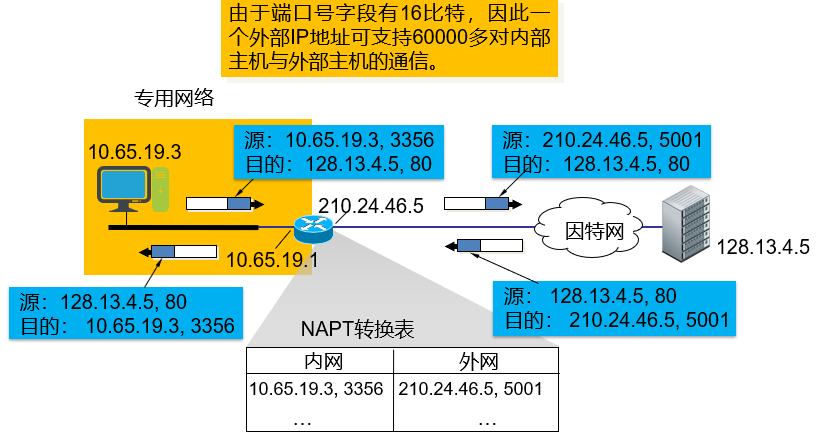 由于端口号字段有16比特，因此一
个外部IP地址可支持60000多对内部
主机与外部主机的通信。
专用网络
10.65.19.3
源：10.65.19.3, 3356
目的：128.13.4.5, 80
源：210.24.46.5, 5001
目的：128.13.4.5, 80
210.24.46.5
因特网
128.13.4.5
10.65.19.1
源：128.13.4.5, 80
目的： 10.65.19.3, 3356
源： 128.13.4.5, 80
目的： 210.24.46.5, 5001
NAPT转换表
内网 外网
10.65.19.3, 3356 210.24.46.5, 5001
… …